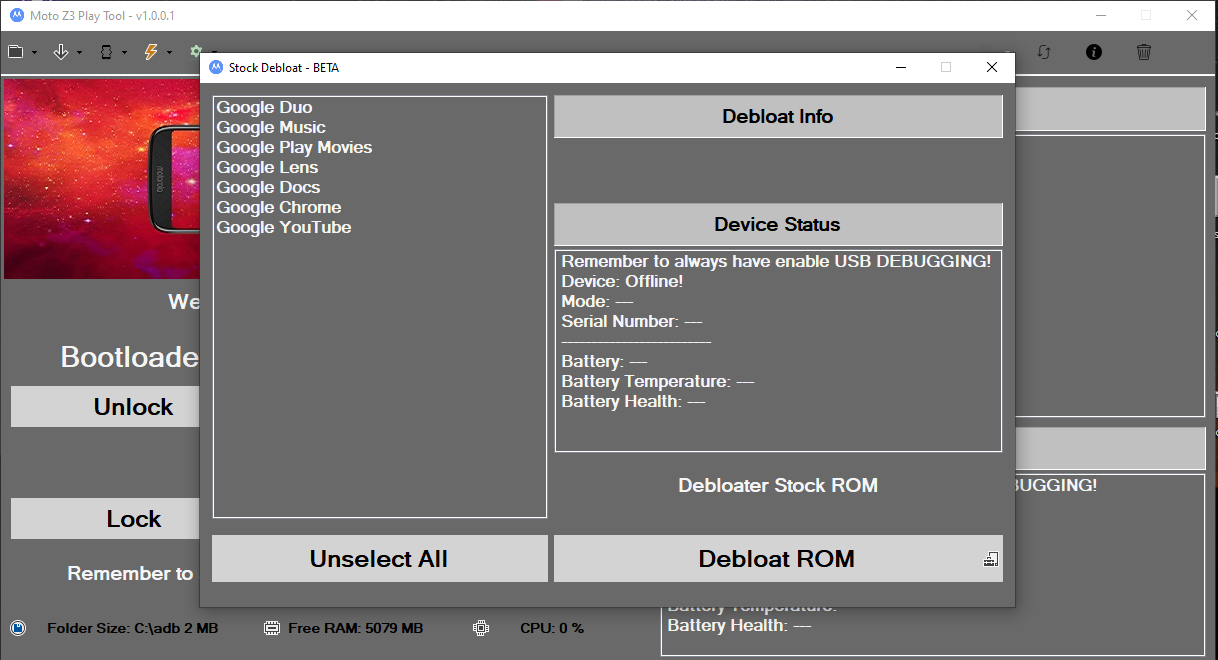 Moto Z3 Play Tool - v1.0.0.1
Stock Debloat - BETA
Google Duo
Google Music
Google Play Movies
Google Lens
Google Docs
Google Chrome
Google YouTube
Unselect All
Debloat Info
Device Status
Remember to always have enable USB DEBUGGING!
Device: Offline!
Mode: ---
Serial Number: ---
-------------------------
Battery: ---
Battery Temperature: ---
Battery Health: ---
Debloater Stock ROM
Debloat ROM
motorola
Unlock
Lock
Remember to
BUGGING!
Battery Temperature:
Battery Health: ---
Folder Size: C:\adb 2 MB
Free RAM: 5079 MB
CPU: 0 %